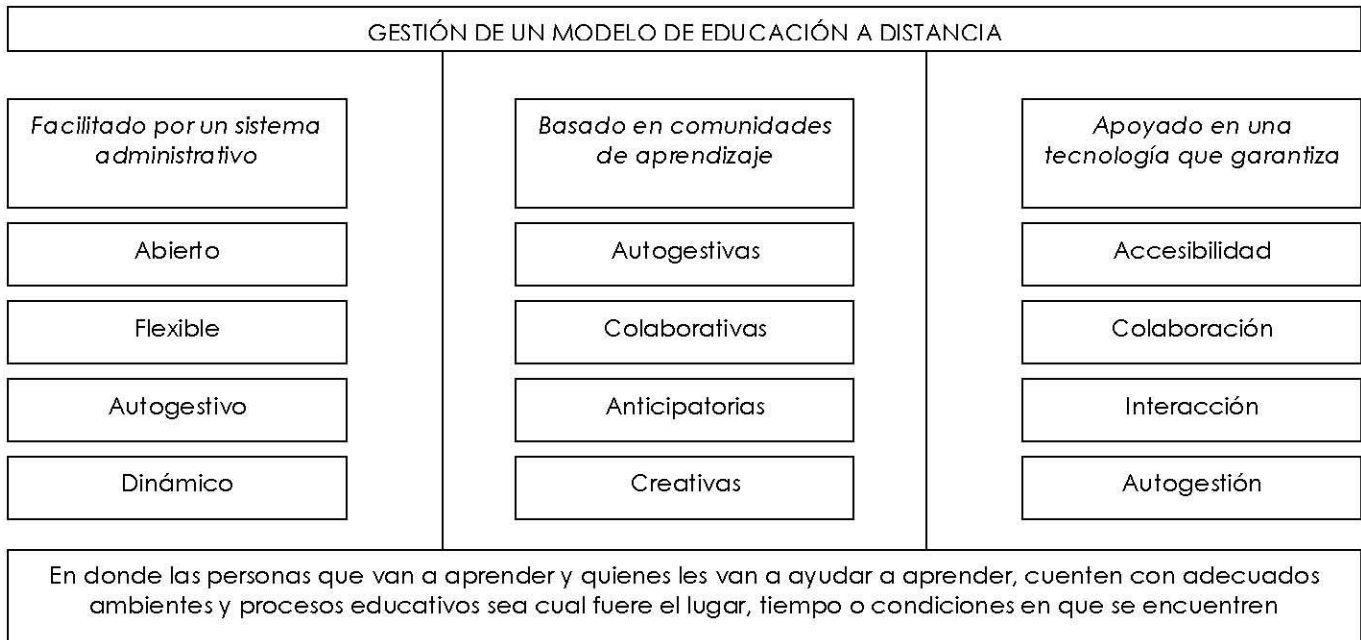 GESTIÓN DE UN MODELO DE EDUCACIÓN A DISTANCIA
Facilitado por un sistema
administrativo
Abierto
Flexible
Autogestivo
Dinámico
Basado en comunidades
de aprendizaje
Autogestivas
Colaborativas
Anticipatorias
Creativas
Apoyado en una
tecnología que garantiza
Accesibilidad
Colaboración
Interacción
Autogestión
En donde las personas que van a aprender y quienes les van a ayudar a aprender, cuenten con adecuados
ambientes y procesos educativos sea cual fuere el lugar, tiempo o condiciones en que se encuentren